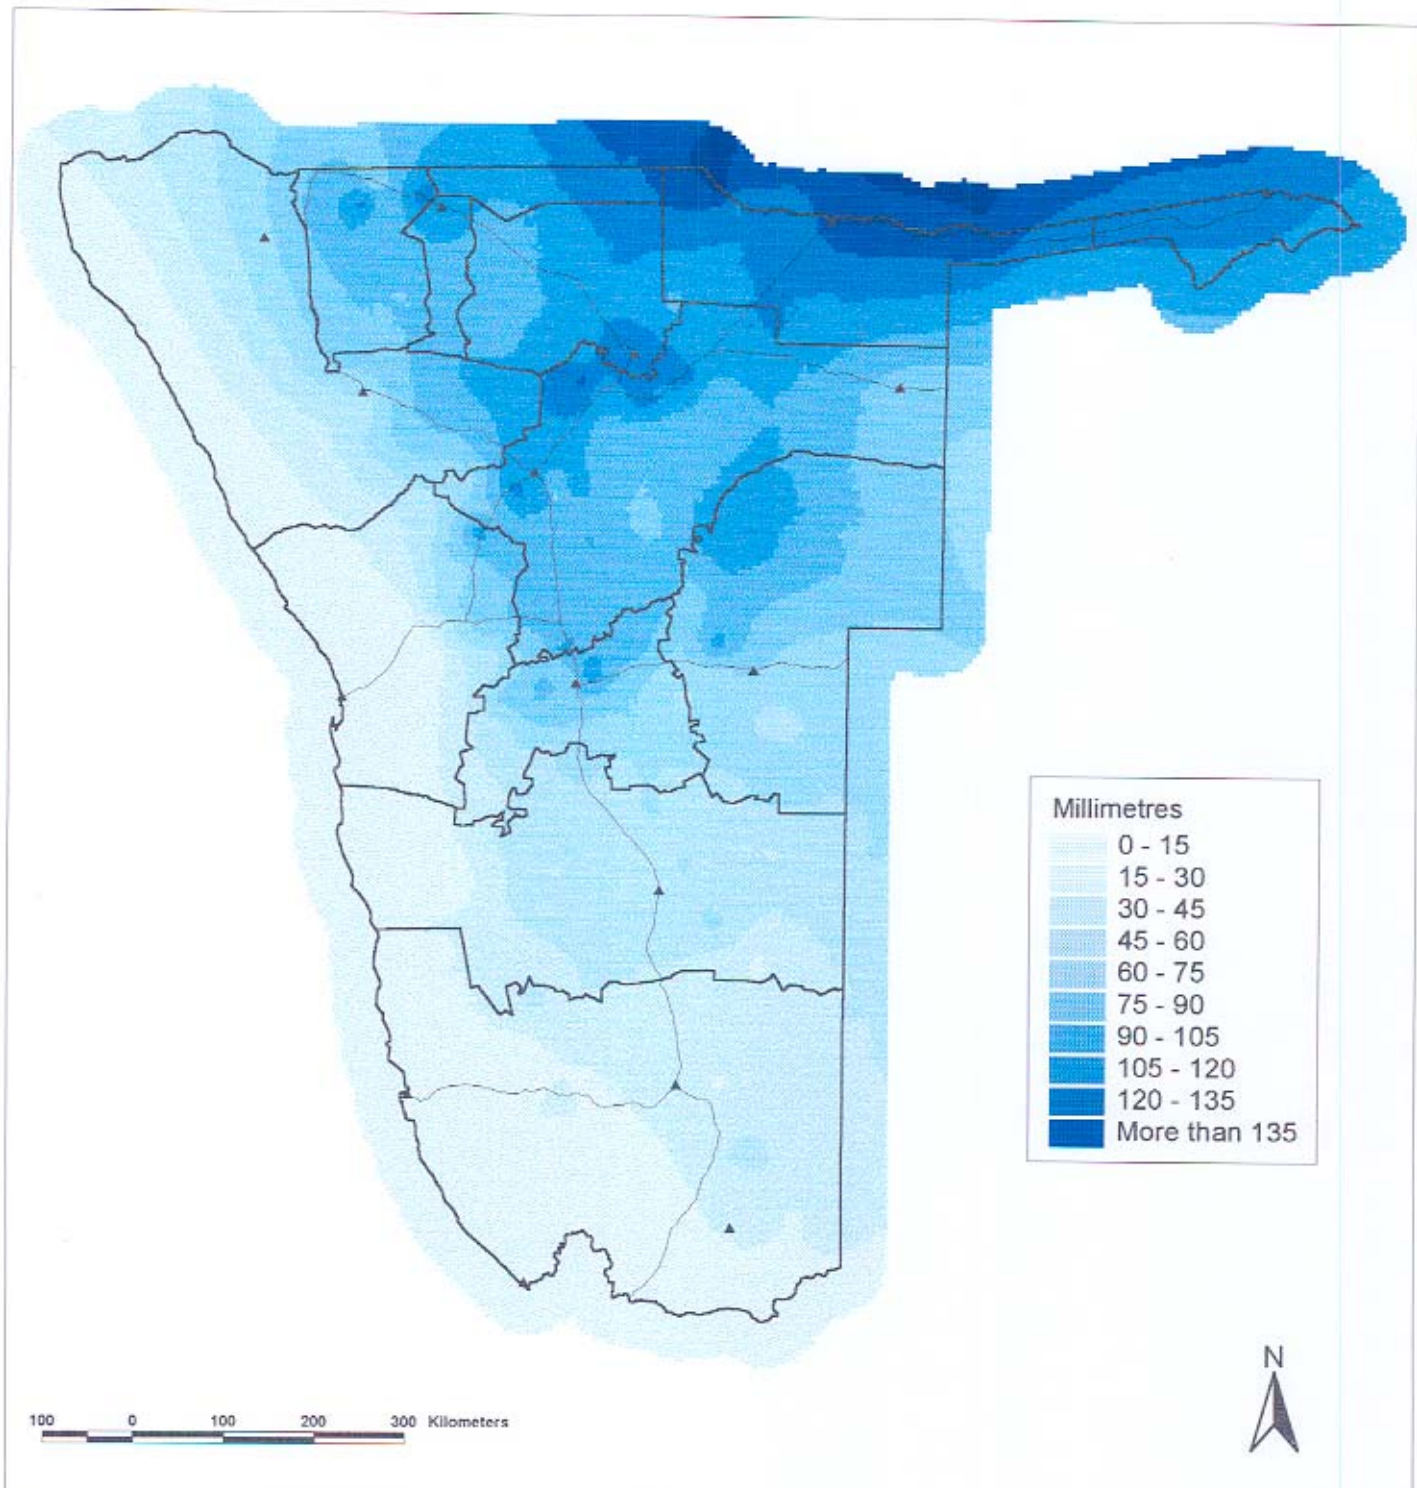 Millimetres
0 - 15
15 - 30
30 - 45
45 - 60
60 - 75
75 - 90
90 - 105
105 - 120
120 - 135
More than 135
N
100 0 100 200 300 Kilometers